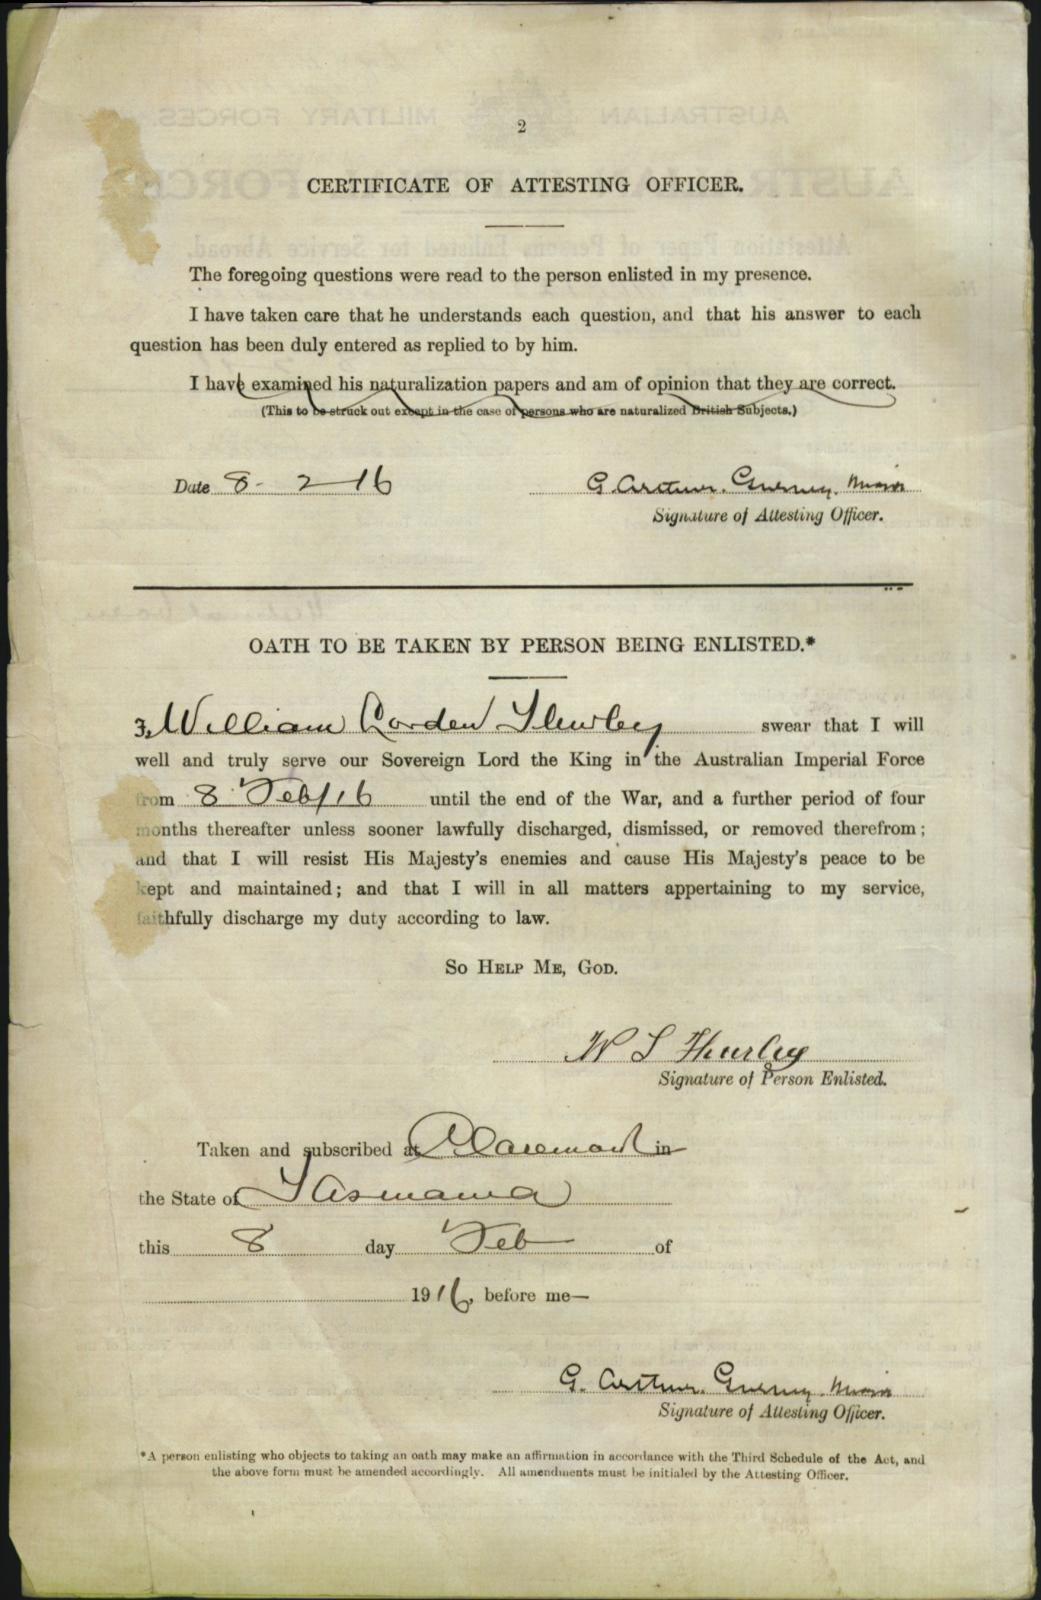 2
CERTIFICATE OF ATTESTING OFFICER.
The foregoing questions were read to the person enlisted in my presence.
I have taken care that he understands each question, and that his answer to each
question has been duly entered as replied to by him.
I have examined his naturalization papers and am of opinion that they are correct.
(This to be struck out except in the case of persons who are naturalized British Subjects.)
Date 8 - 2 - 16 G. Arthur. Gurney. Major
Signature of Attesting Officer.
OATH TO BE TAKEN BY PERSON BEING ENLISTED.*
I, William Gorden Thurley swear that I will
well and truly serve our Sovereign Lord the King in the Australian Imperial Force
from 8 Feb/16 until the end of the War, and a further period of four
months thereafter unless sooner lawfully discharged, dismissed, or removed therefrom;
and that I will resist His Majesty's enemies and cause His Majesty's peace to be
kept and maintained; and that I will in all matters appertaining to my service,
faithfully discharge my duty according to law.
So Help Me, God.
Thurley
Signature of Person Enlisted.
Taken and subscribed at Claremont in
the State of Tasmania
this 8 day Feb of
1916, before me—
G. Arthur. Gurney. Major
Signature of Attesting Officer.
*A person enlisting who objects to taking an oath may make an affirmation in accordance with the Third Schedule of the Act, and
the above form must be amended accordingly. All amendments must be initialed by the Attesting Officer.